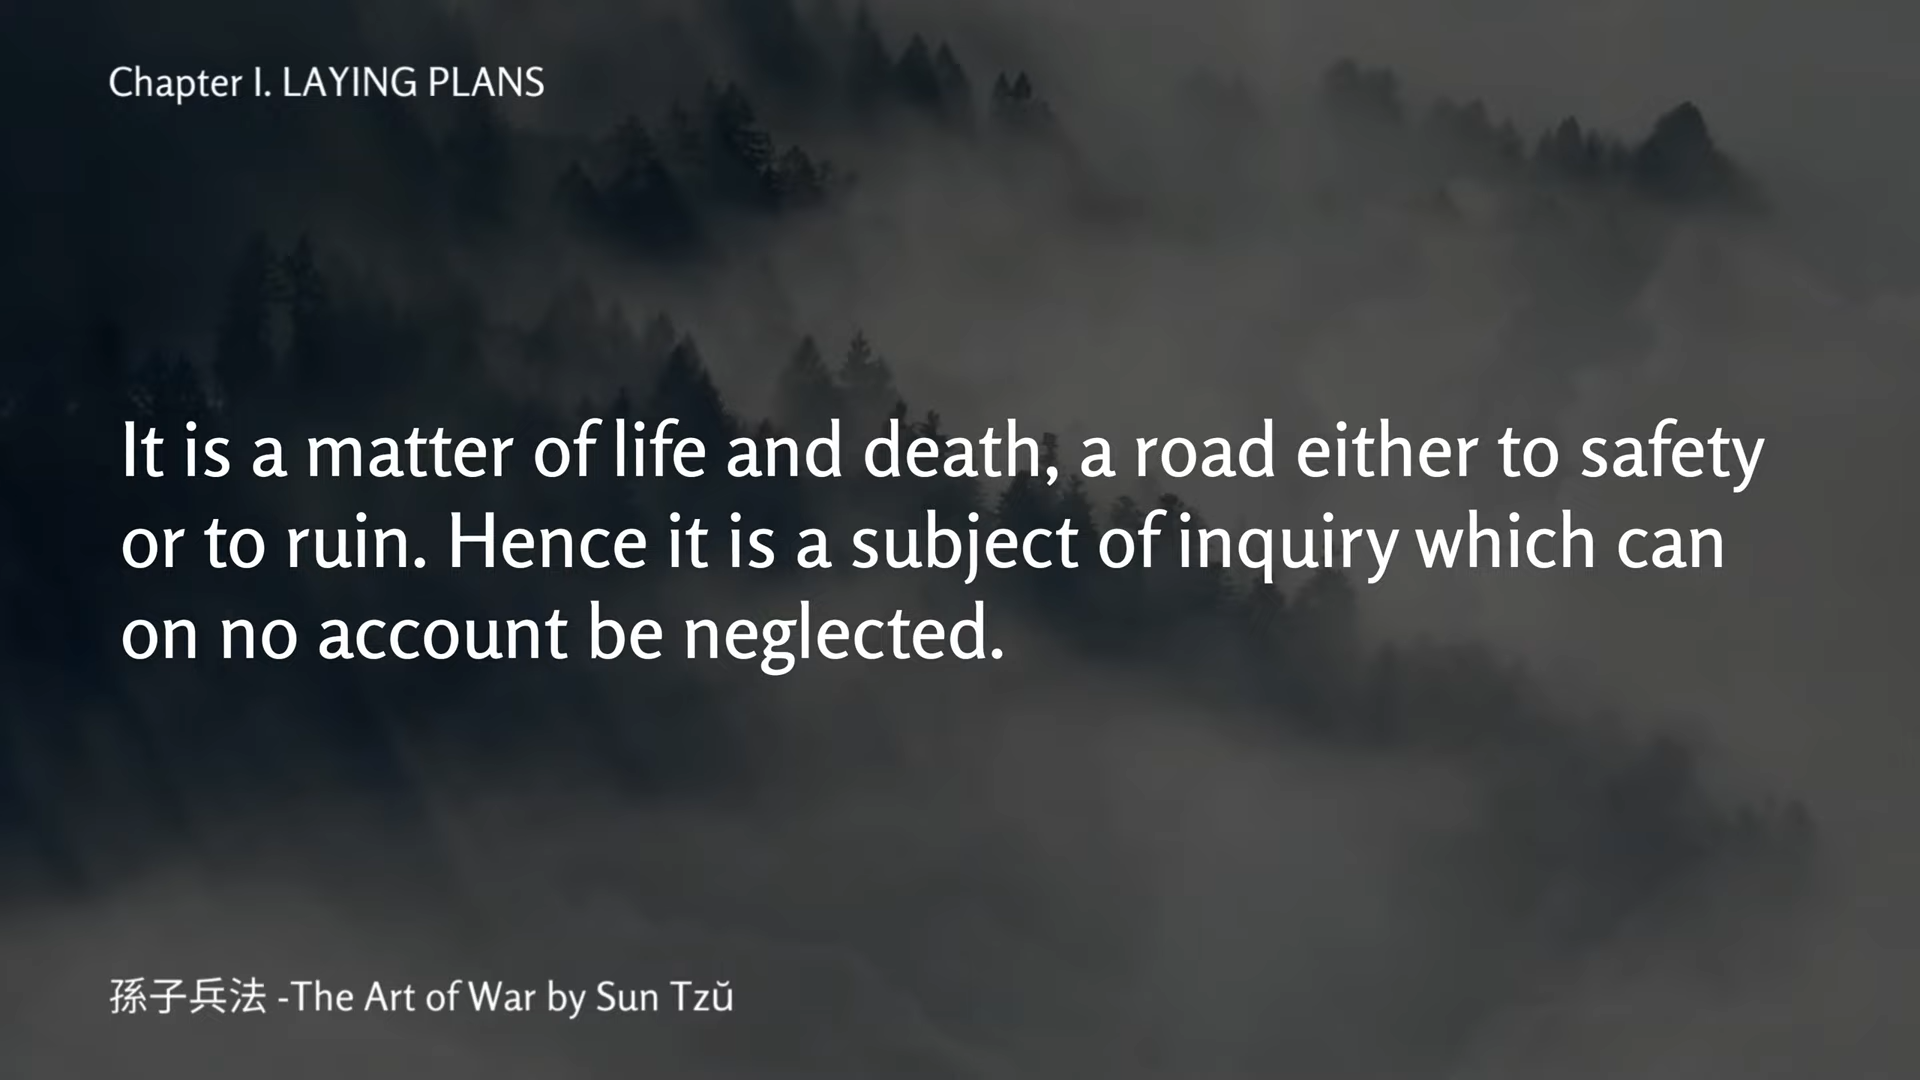 Chapter I. LAYING PLANS
It is a matter of life and death, a road either to safety
or to ruin. Hence it is a subject of inquiry which can
on no account be neglected.
孫子兵法 -The Art of War by Sun Tzŭ